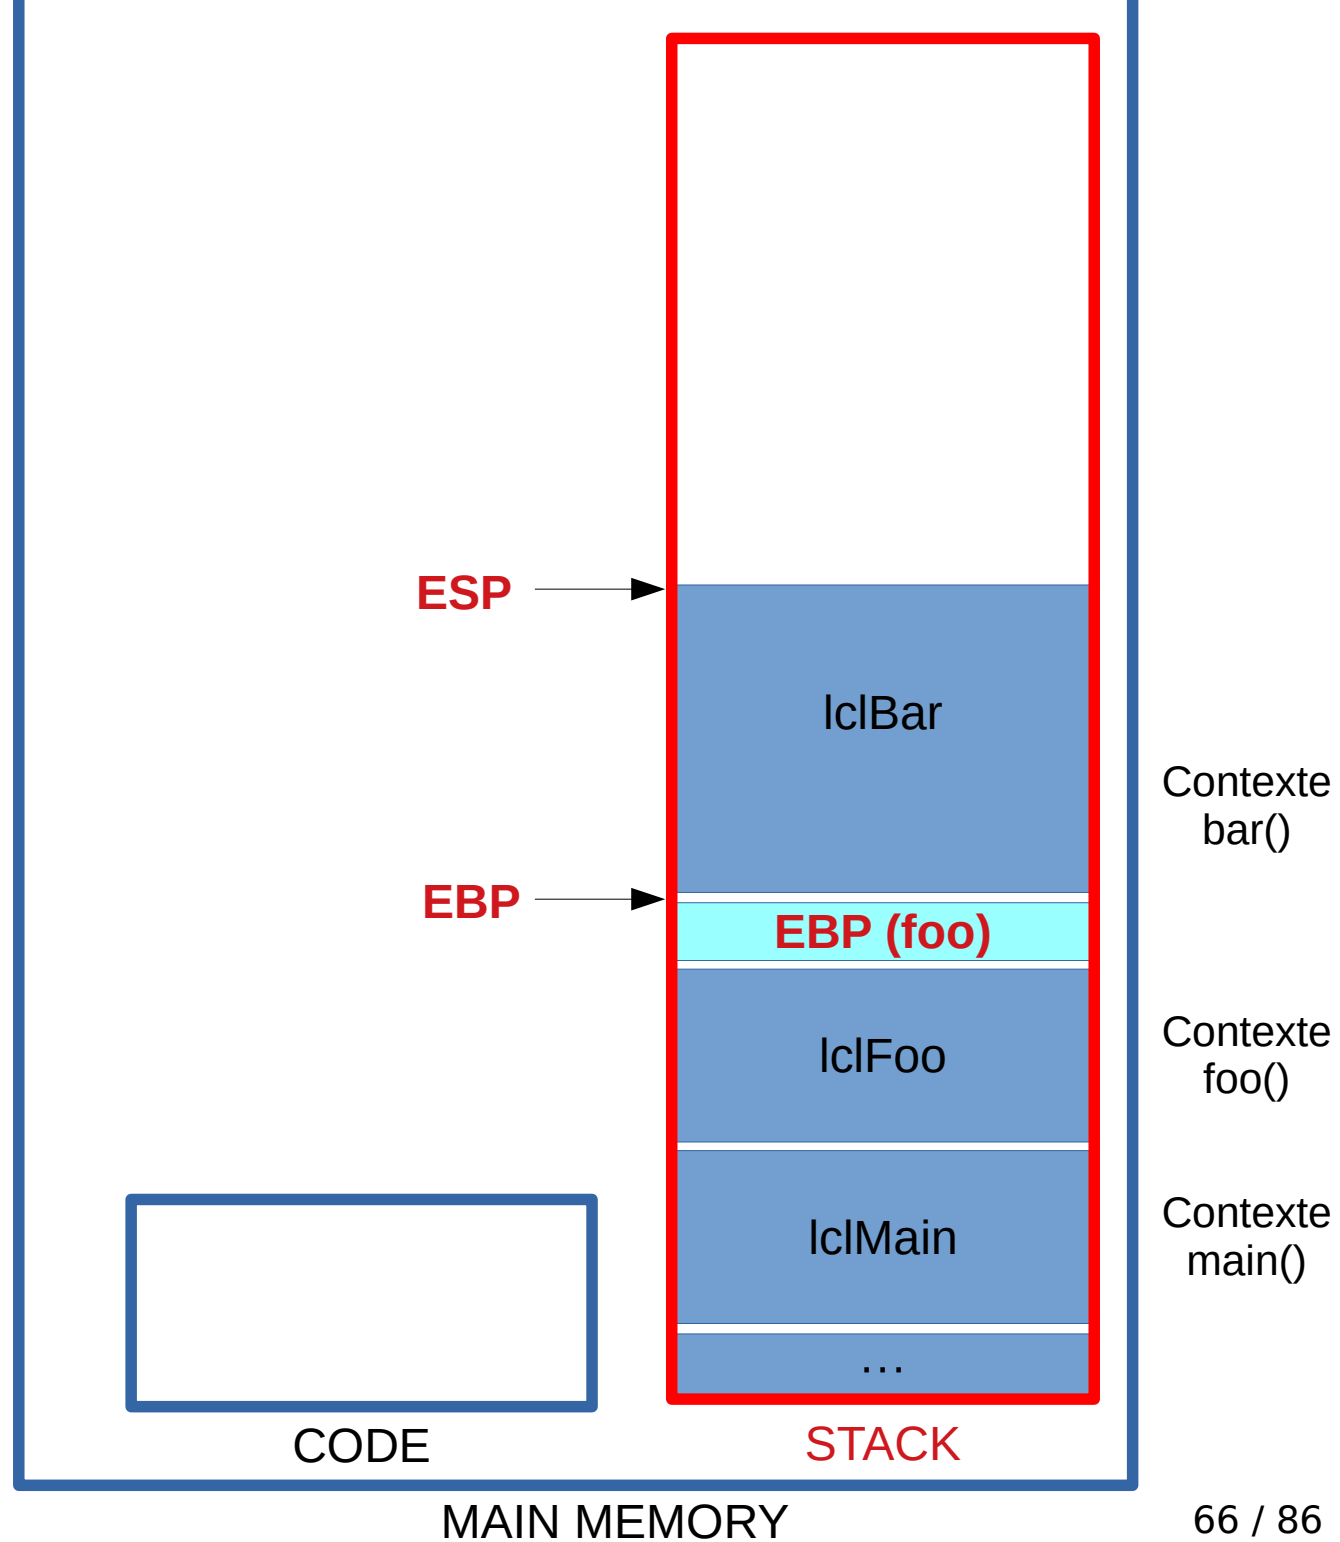 ESP
lclBar
Contexte
bar()
EBP
EBP (foo)
lclFoo
Contexte
foo()
lclMain
Contexte
main()
...
CODE
STACK
MAIN MEMORY
66 / 86